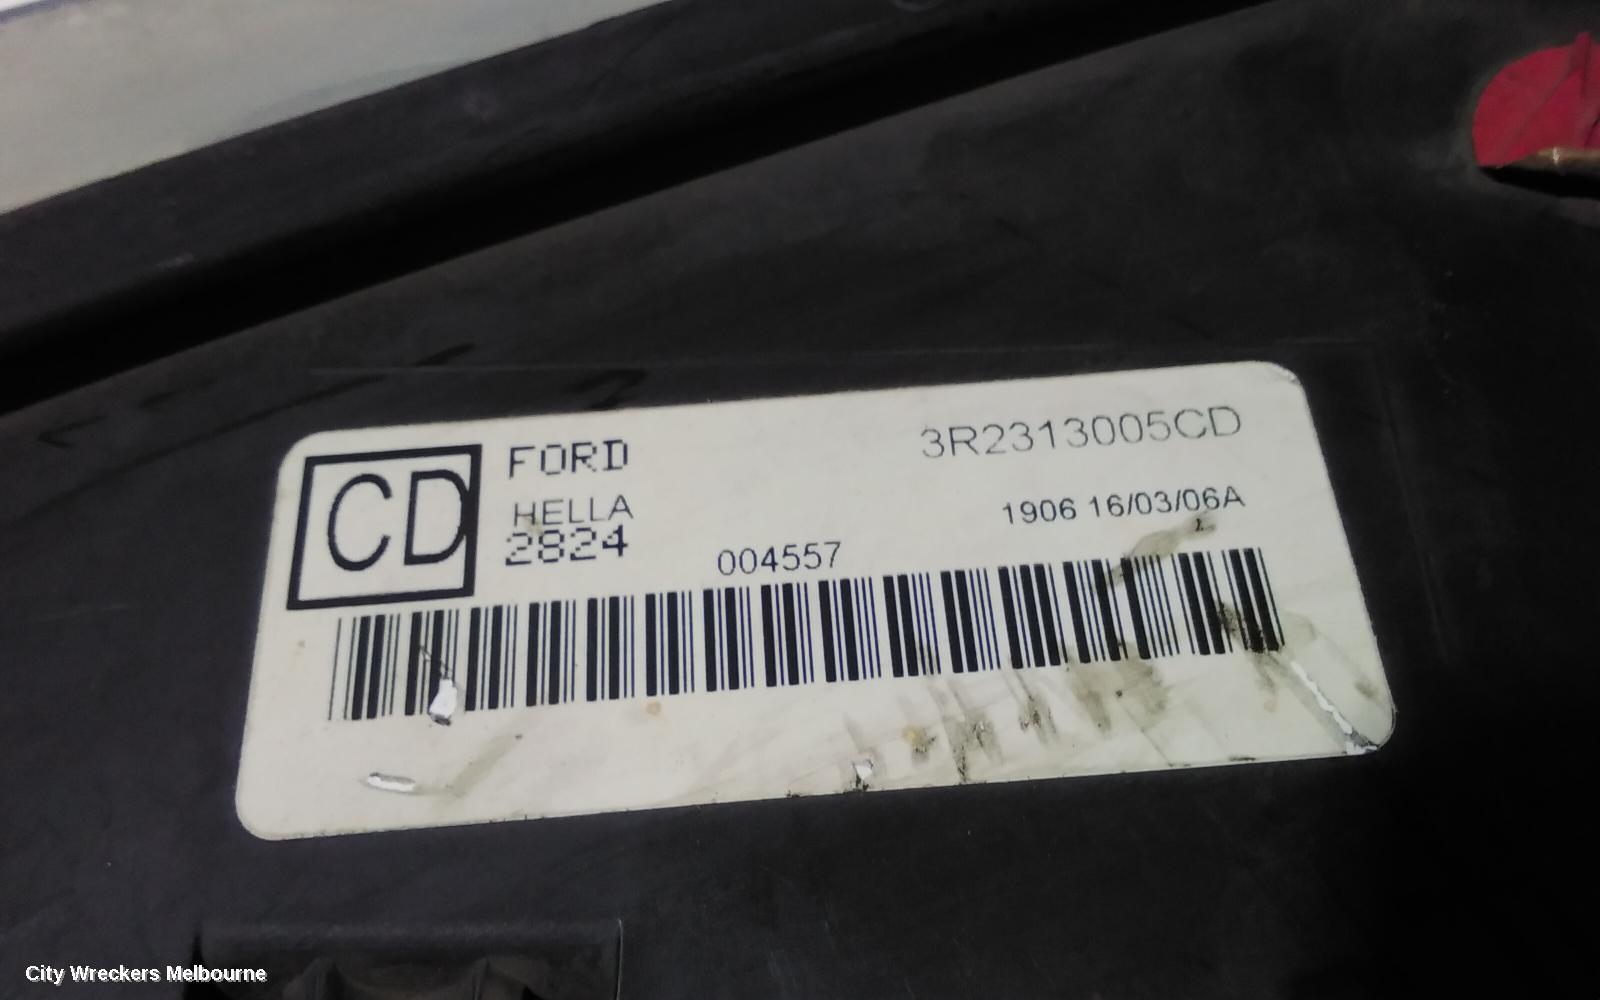 CD
FORD
3R2313005CD
HELLA
1906 16/03/06A
2824
004557
City Wreckers Melbourne